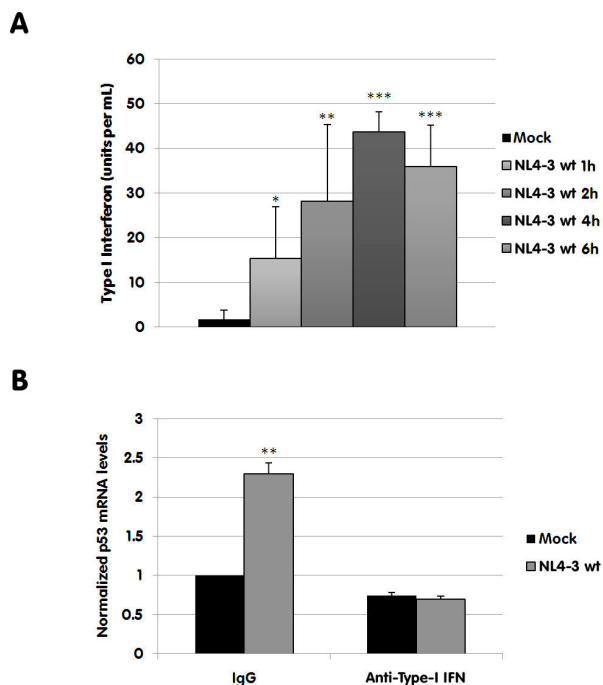 A
Type I Interferon (units per mL)
60
50
40
30
20
10
0
*
**
***
***
Mock
NL4-3 wt 1h
NL4-3 wt 2h
NL4-3 wt 4h
NL4-3 wt 6h
B
Normalized p53 mRNA levels
3
2.5
2
1.5
1
0.5
0
**
IgG
Anti-Type-I IFN
Mock
NL4-3 wt